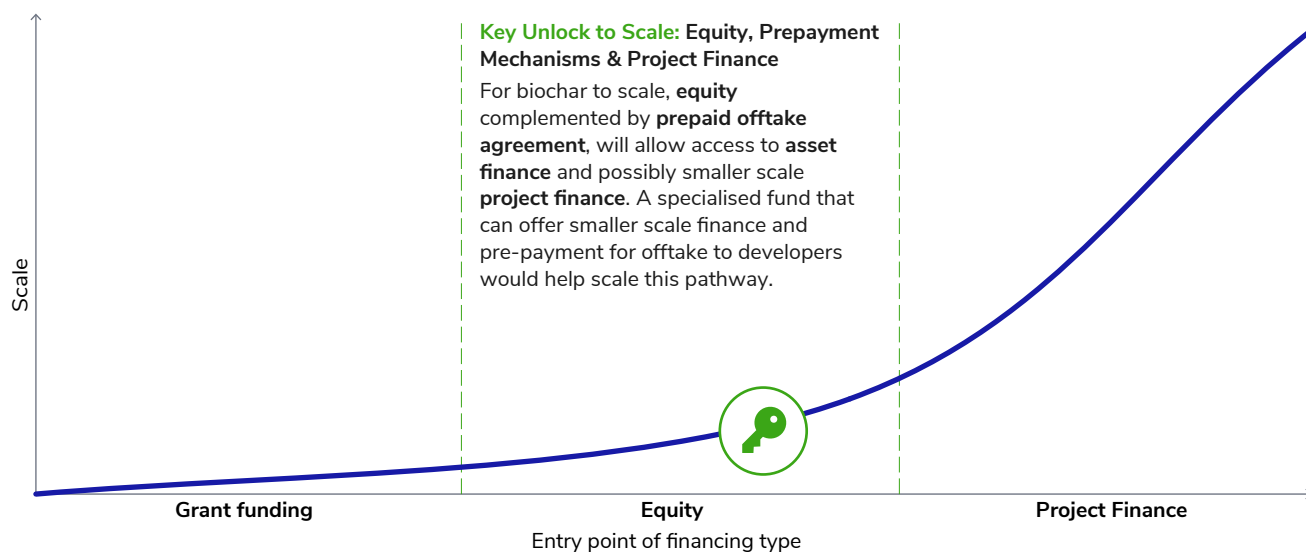 Key Unlock to Scale: Equity, Prepayment
Mechanisms & Project Finance
For biochar to scale, equity
complemented by prepaid offtake
agreement, will allow access to asset
finance and possibly smaller scale
project finance. A specialised fund that
can offer smaller scale finance and
pre-payment for offtake to developers
would help scale this pathway.
Scale
Grant funding
Equity
Project Finance
Entry point of financing type